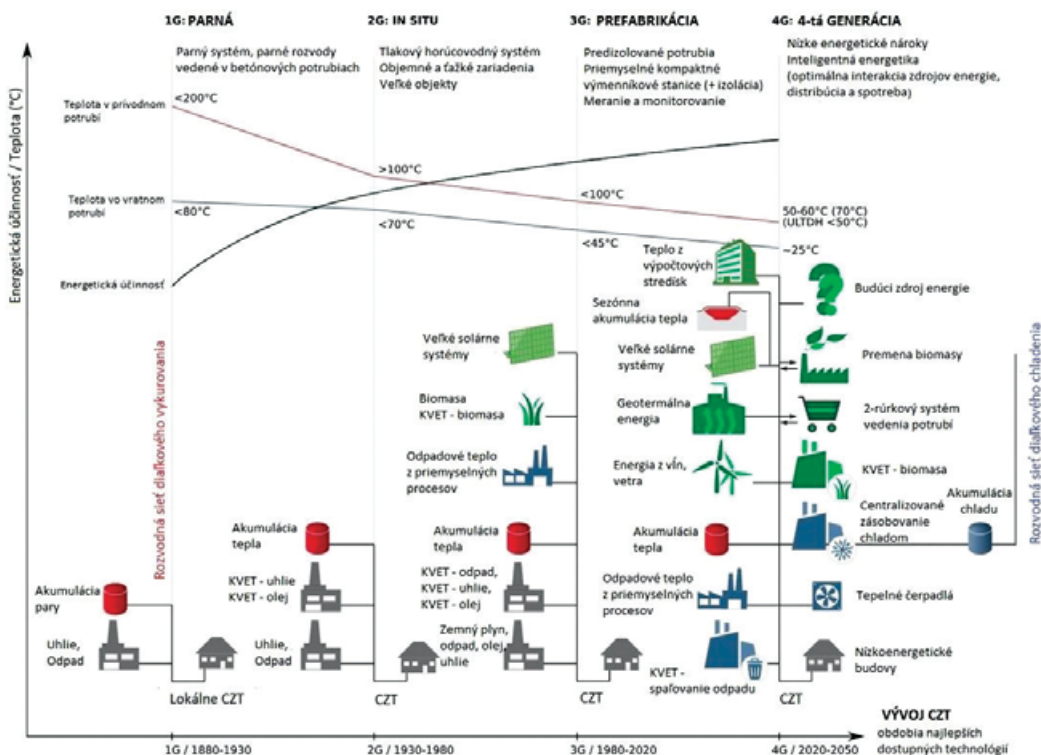 1G: PARNÁ
2G: IN SITU
3G: PREFABRIKÁCIA
4G: 4-tá GENERÁCIA
Parný systém, parné rozvody
vedené v betónových potrubiach
Tlakový horúcovodný systém
Objemné a ťažké zariadenia
Veľké objekty
Predizolované potrubia
Priemyselné kompaktné
výmenníkové stanice (+ izolácia)
Meranie a monitorovanie
Nízke energetické nároky
Inteligentná energetika
(optimálna interakcia zdrojov energie,
distribúcia a spotreba)
Energetická účinnosť / Teplota (°C)
Teplota v prívodnom
potrubí
<200°C
>100°C
<100°C
50-60°C (70°C)
(ULTDH <50°C)
Teplota vo vratnom
potrubí
<80°C
<70°C
<45°C
~25°C
Energetická účinnosť
Rozvodná sieť diaľkového vykurovania
Akumulácia
pary
Uhlie,
Odpad
Lokálne CZT
Akumulácia
tepla
KVET - uhlie
KVET - olej
Uhlie,
Odpad
CZT
Veľké solárne
systémy
Biomasa
KVET - biomasa
Odpadové teplo
z priemyselných
procesov
Akumulácia
tepla
KVET - odpad,
KVET - uhlie,
KVET - olej
Zemný plyn,
odpad, olej,
uhlie
CZT
Teplo z
výpočtových
stredísk
Sezónna
akumulácia tepla
Veľké solárne
systémy
Geotermálna
energia
Energia z vĺn,
vetra
Akumulácia
tepla
Odpadové teplo
z priemyselných
procesov
KVET -
spaľovanie odpadu
CZT
Budúci zdroj energie
Premena biomasy
2-rúrkový systém
vedenia potrubí
KVET - biomasa
Centralizované
zásobovanie
chladom
Akumulácia
chladu
Tepelné čerpadlá
Nízkoenergetické
budovy
Rozvodná sieť diaľkového chladenia
VÝVOJ CZT
obdobia najlepších
dostupných technológií
1G / 1880-1930
2G / 1930-1980
3G / 1980-2020
4G / 2020-2050